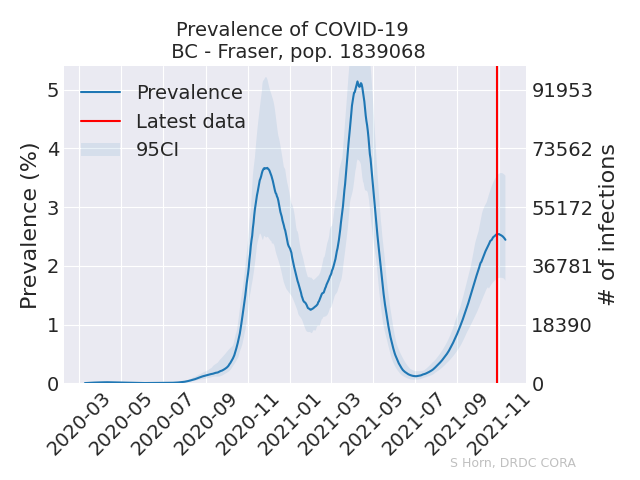 Prevalence of COVID-19
BC - Fraser, pop. 1839068
Prevalence
Latest data
95CI
Prevalence (%)
5
4
3
2
1
0
91953
73562
55172
36781
18390
0
# of infections
2020-03
2020-05
2020-07
2020-09
2020-11
2021-01
2021-03
2021-05
2021-07
2021-09
2021-11
S Horn, DRDC CORA